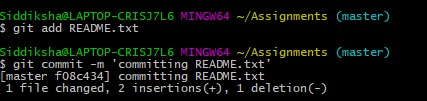 Siddiksha@LAPTOP-CRISJ7L6 MINGW64 ~/Assignments (master)
$ git add README.txt
Siddiksha@LAPTOP-CRISJ7L6 MINGW64 ~/Assignments (master)
$ git commit -m 'committing README.txt'
[master f08c434] committing README.txt
1 file changed, 2 insertions(+), 1 deletion(-)